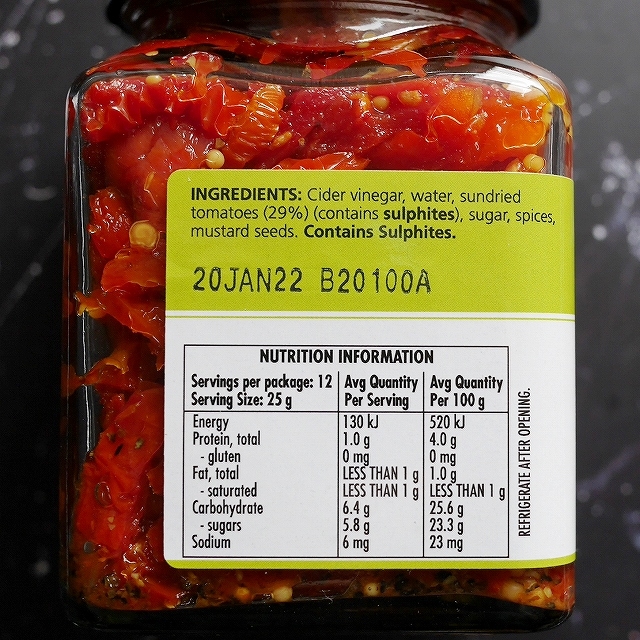 INGREDIENTS: Cider vinegar, water, sundried
tomatoes (29%) (contains sulphites), sugar, spices,
mustard seeds. Contains Sulphites.
20JAN22 B20100A
NUTRITION INFORMATION
Servings per package: 12 Avg Quantity Avg Quantity
Serving Size: 25 g Per Serving Per 100 g
Energy 130 kJ 520 kJ
Protein, total 1.0 g 4.0 g
- gluten 0 mg 0 mg
Fat, total LESS THAN 1 g 1.0 g
- saturated LESS THAN 1 g LESS THAN 1 g
Carbohydrate 6.4 g 25.6 g
- sugars 5.8 g 23.3 g
Sodium 6 mg 23 mg
REFRIGERATE AFTER OPENING.